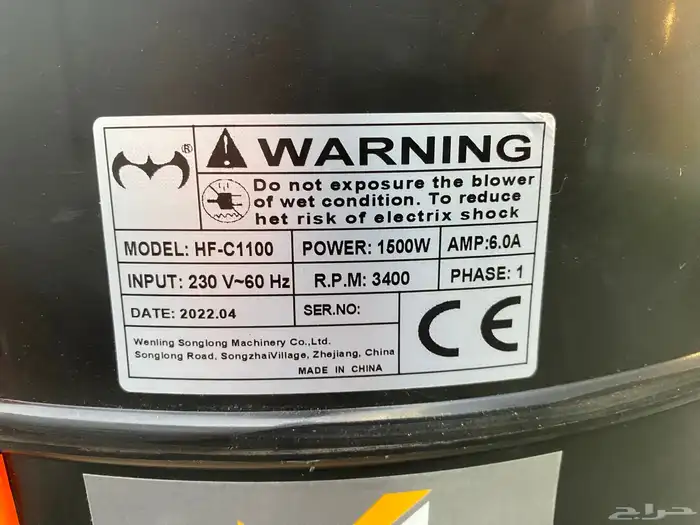 ®
WARNING
Do not exposure the blower
of wet condition. To reduce
het risk of electrix shock
MODEL: HF-C1100 POWER: 1500W AMP:6.0A
INPUT: 230 V~60 Hz R.P.M: 3400 PHASE: 1
DATE: 2022.04 SER.NO:
CE
Wenling Songlong Machinery Co.,Ltd.
Songlong Road, SongzhaiVillage, Zhejiang, China
MADE IN CHINA
حراج